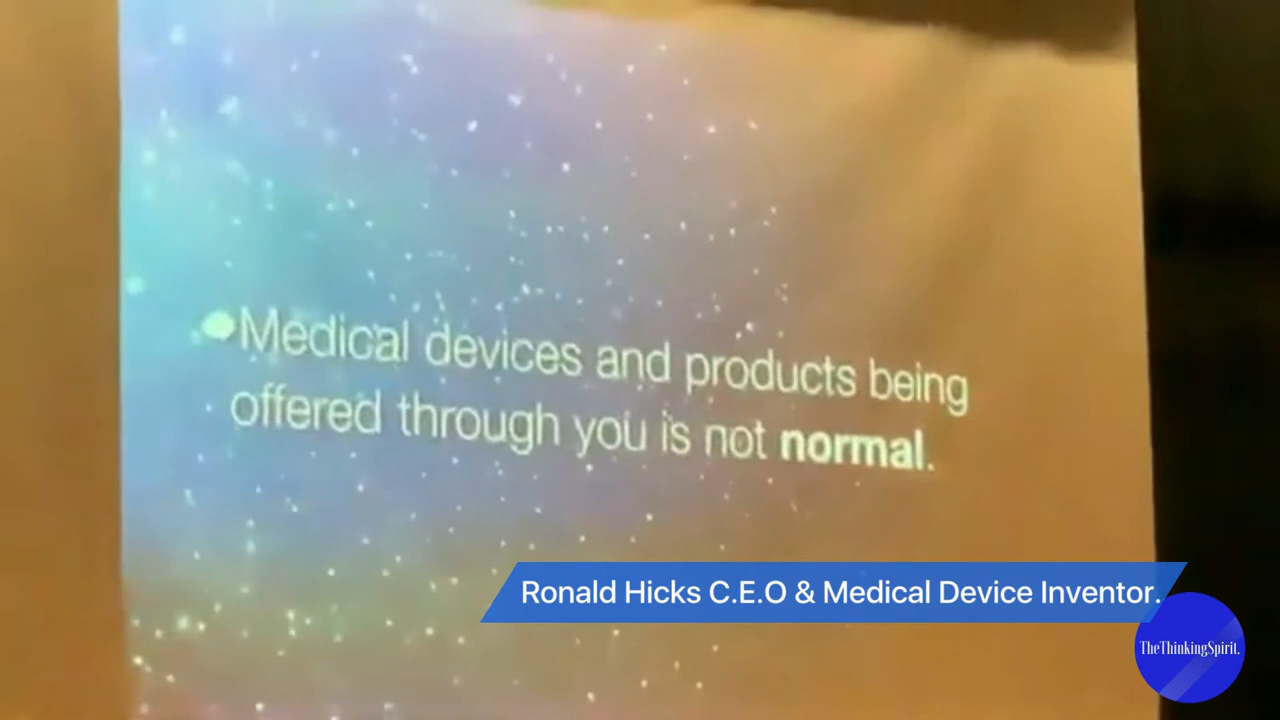 •Medical devices and products being
offered through you is not normal.
Ronald Hicks C.E.O & Medical Device Inventor.
TheThinkingSpirit.